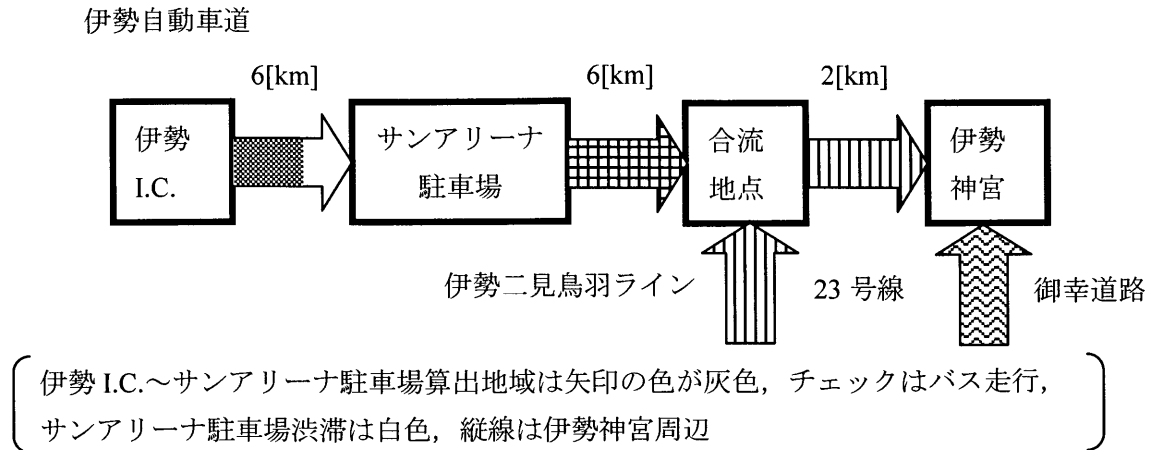 伊勢自動車道
6[km]
6[km]
2[km]
伊勢
I.C.
サンアリーナ
駐車場
合流
地点
伊勢
神宮
伊勢二見鳥羽ライン
23 号線
御幸道路
伊勢 I.C.～サンアリーナ駐車場算出地域は矢印の色が灰色，チェックはバス走行，
サンアリーナ駐車場渋滞は白色，縦線は伊勢神宮周辺